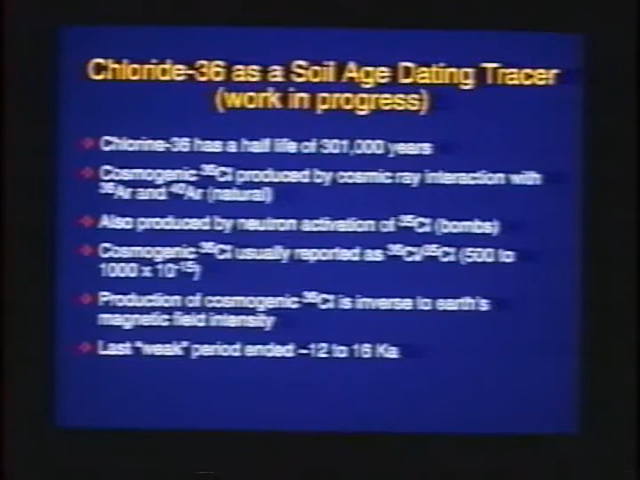 Chloride-36 as a Soil Age Dating Tracer
(work in progress)
Chlorine-36 has a half life of 301,000 years
Cosmogenic ³⁶Cl produced by cosmic ray interaction with
³⁶Ar and ⁴⁰Ar (natural)
Also produced by neutron activation of ³⁵Cl (bombs)
Cosmogenic ³⁶Cl usually reported as ³⁶Cl/³⁵Cl (500 to
1000 x 10⁻¹⁵)
Production of cosmogenic ³⁶Cl is inverse to earth's
magnetic field intensity
Last "weak" period ended ~12 to 16 Ka